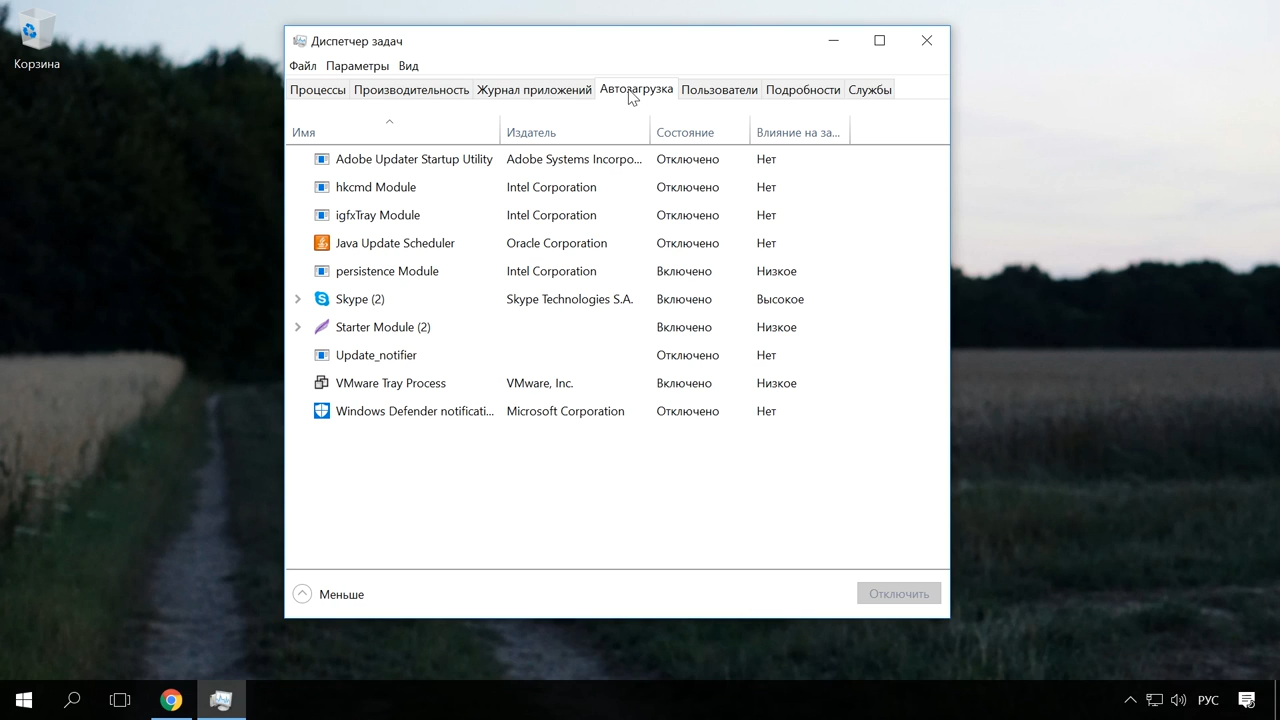 Корзина
Диспетчер задач
Файл Параметры Вид
Процессы Производительность Журнал приложений Автозагрузка Пользователи Подробности Службы
Имя Издатель Состояние Влияние на за...
Adobe Updater Startup Utility Adobe Systems Incorpo... Отключено Нет
hkcmd Module Intel Corporation Отключено Нет
igfxTray Module Intel Corporation Отключено Нет
Java Update Scheduler Oracle Corporation Отключено Нет
persistence Module Intel Corporation Включено Низкое
Skype (2) Skype Technologies S.A. Включено Высокое
Starter Module (2) Включено Низкое
Update_notifier Отключено Нет
VMware Tray Process VMware, Inc. Включено Низкое
Windows Defender notificati... Microsoft Corporation Отключено Нет
Меньше Отключить
РУС